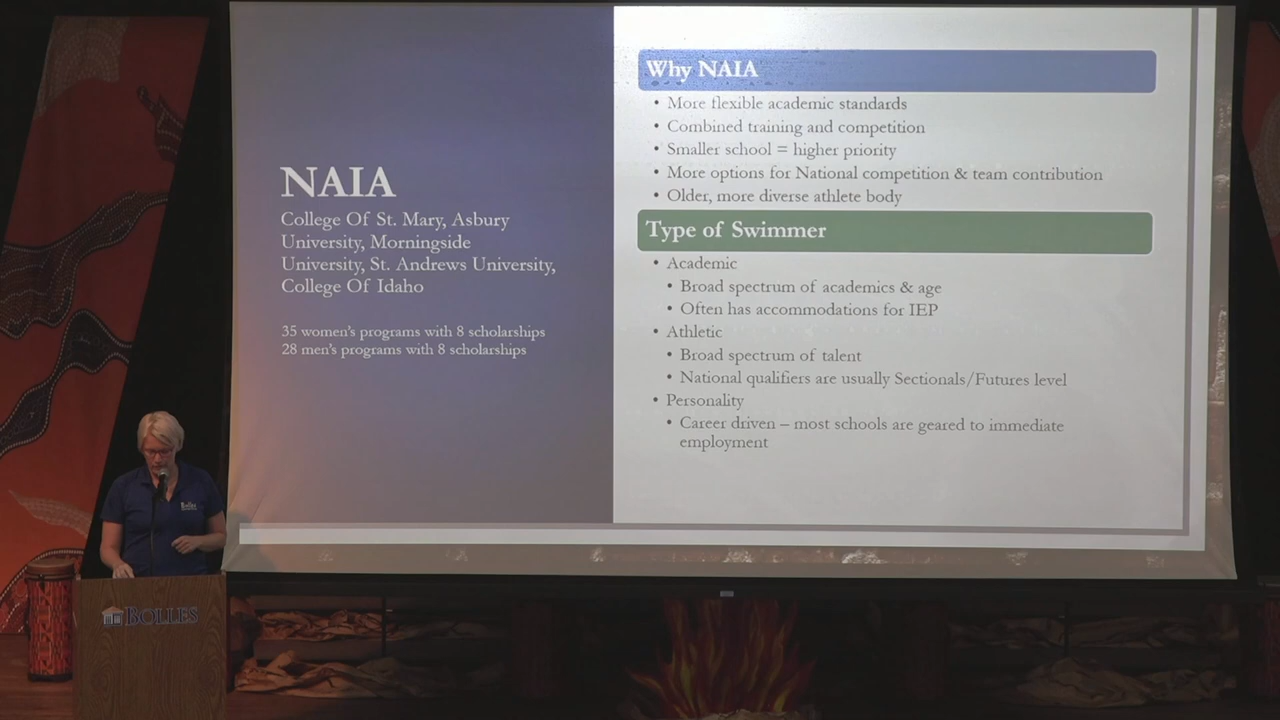 NAIA
College Of St. Mary, Asbury
University, Morningside
University, St. Andrews University,
College Of Idaho
35 women's programs with 8 scholarships
28 men's programs with 8 scholarships
Why NAIA
• More flexible academic standards
• Combined training and competition
• Smaller school = higher priority
• More options for National competition & team contribution
• Older, more diverse athlete body
Type of Swimmer
• Academic
• Broad spectrum of academics & age
• Often has accommodations for IEP
• Athletic
• Broad spectrum of talent
• National qualifiers are usually Sectionals/Futures level
• Personality
• Career driven – most schools are geared to immediate
employment
Bolles
BOLLES